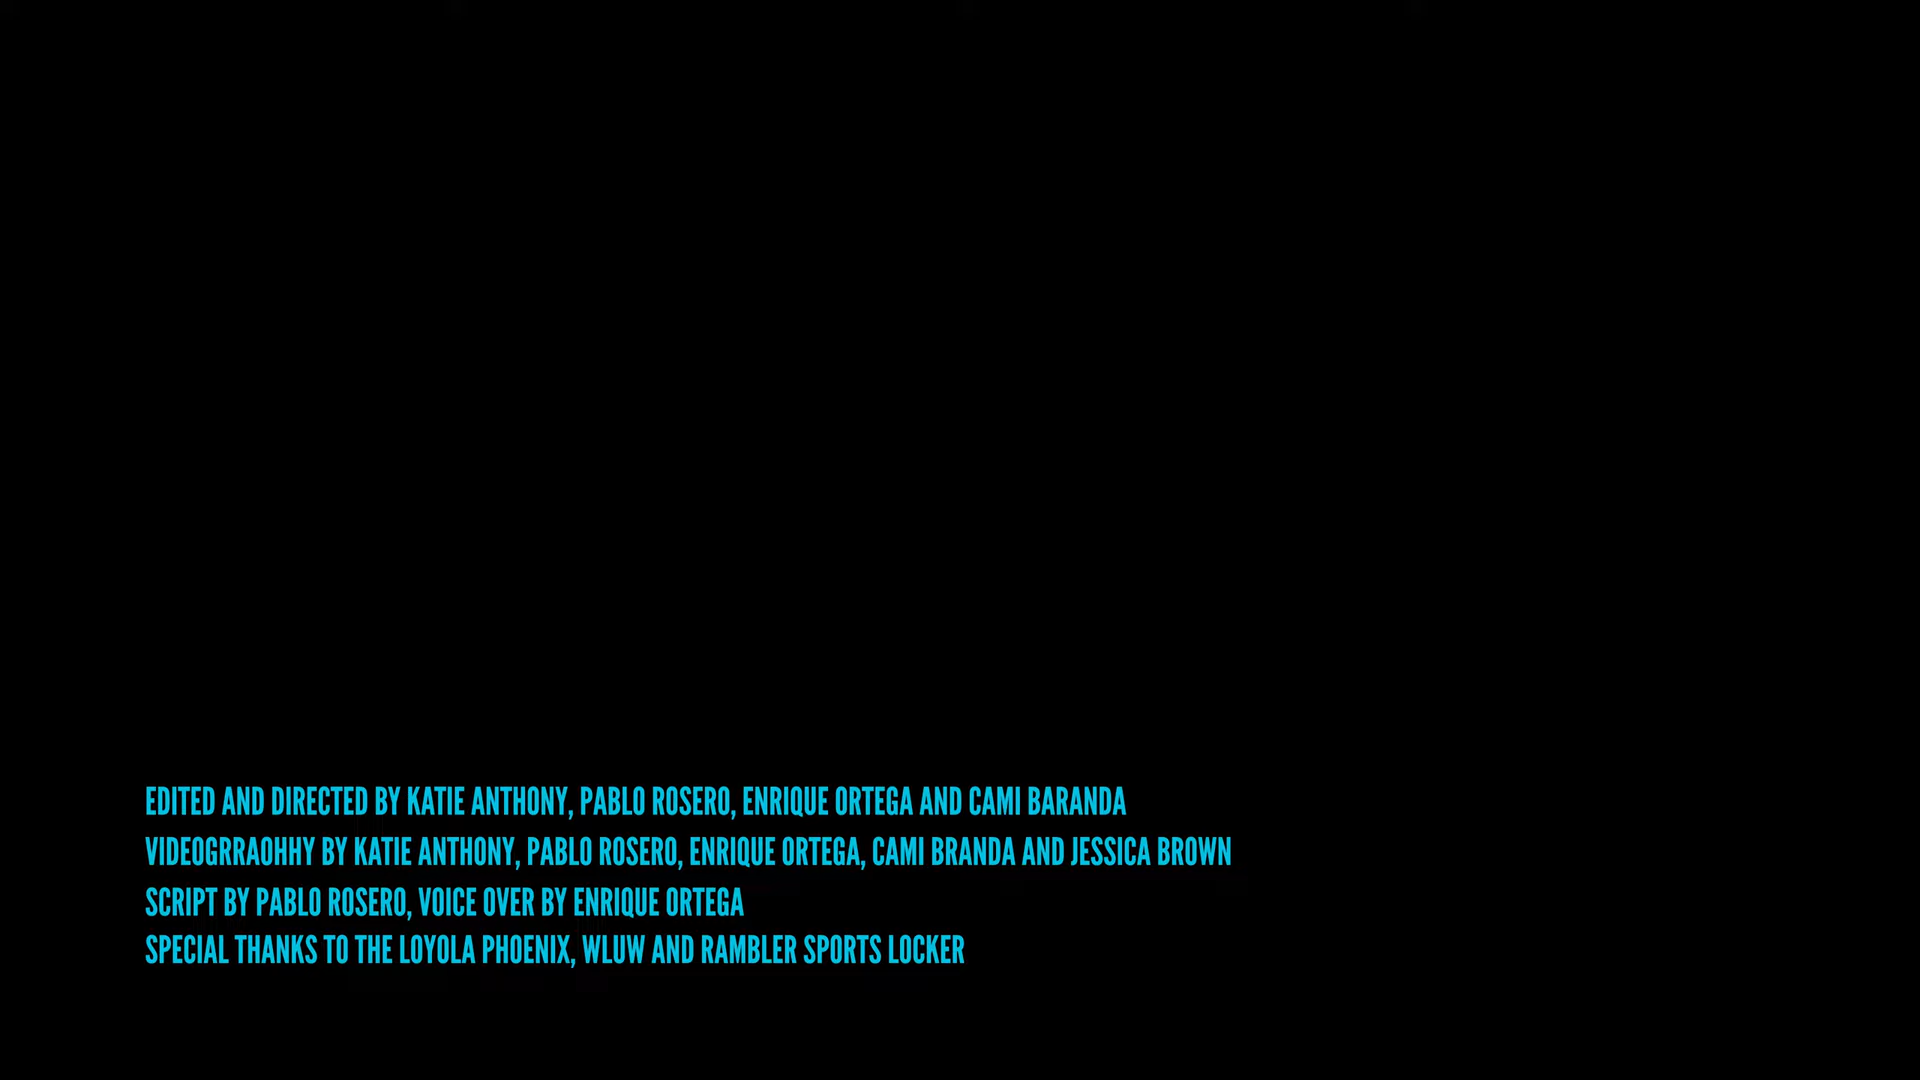 EDITED AND DIRECTED BY KATIE ANTHONY, PABLO ROSERO, ENRIQUE ORTEGA AND CAMI BARANDA
VIDEOGRRAOHHY BY KATIE ANTHONY, PABLO ROSERO, ENRIQUE ORTEGA, CAMI BRANDA AND JESSICA BROWN
SCRIPT BY PABLO ROSERO, VOICE OVER BY ENRIQUE ORTEGA
SPECIAL THANKS TO THE LOYOLA PHOENIX, WLUW AND RAMBLER SPORTS LOCKER